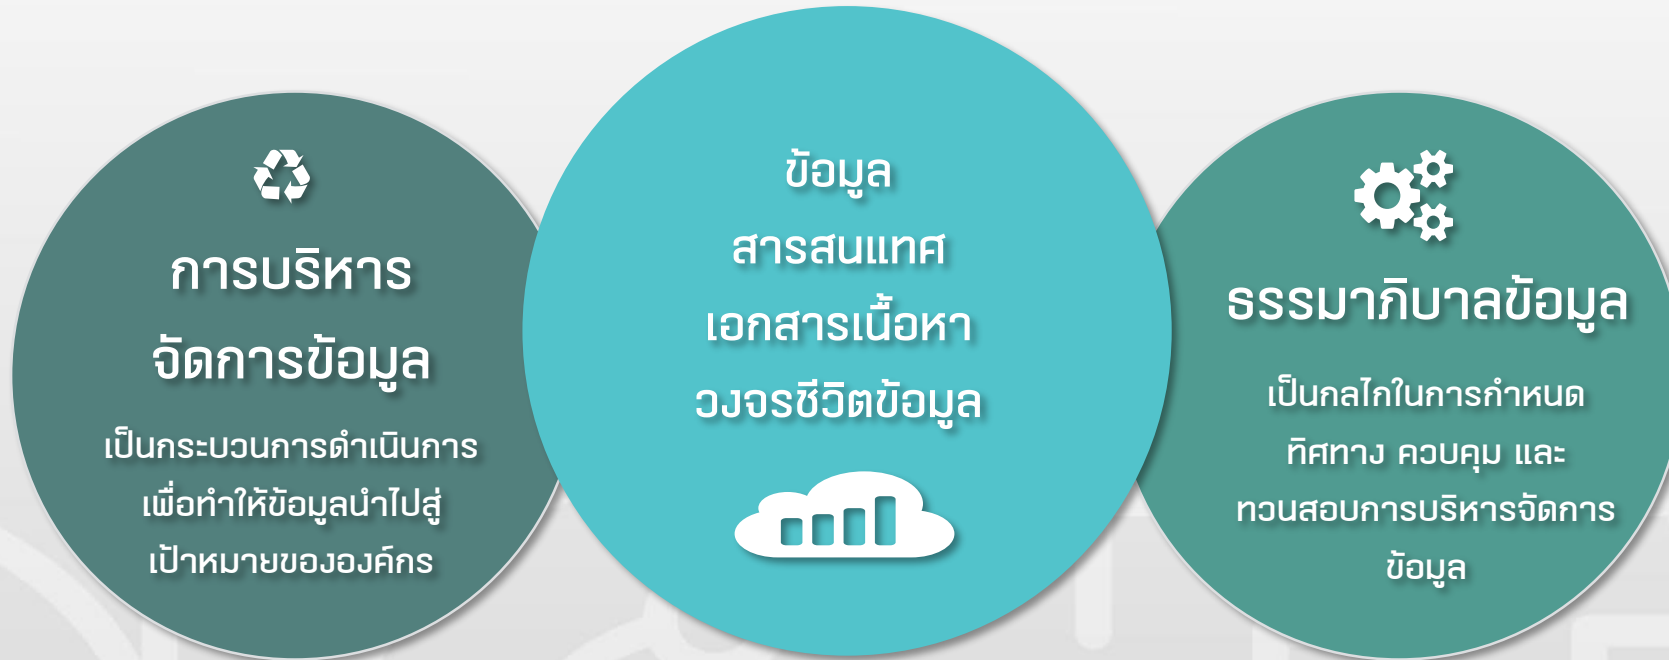 การบริหาร
จัดการข้อมูล
เป็นกระบวนการดำเนินการ
เพื่อทำให้ข้อมูลนำไปสู่
เป้าหมายขององค์กร
ข้อมูล
สารสนเทศ
เอกสารเนื้อหา
วงจรชีวิตข้อมูล
ธรรมาภิบาลข้อมูล
เป็นกลไกในการกำหนด
ทิศทาง ควบคุม และ
ทวนสอบการบริหารจัดการ
ข้อมูล